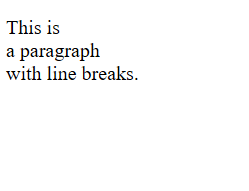 This is
a paragraph
with line breaks.